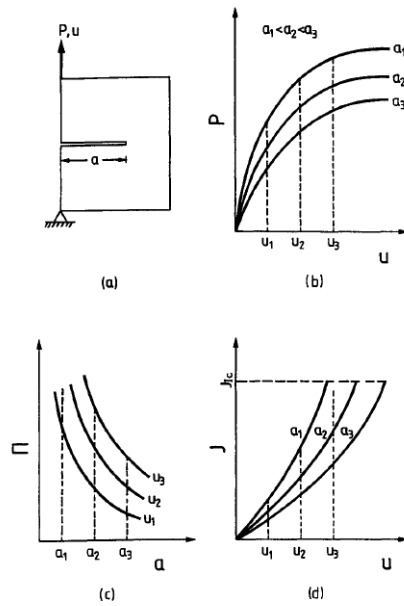 P,u
a
(a)
a₁<a₂<a₃
P
a₁
a₂
a₃
u₁ u₂ u₃
u
(b)
Π
u₃
u₂
u₁
a₁ a₂ a₃
a
(c)
J
J_Ic
a₁ a₂ a₃
u₁ u₂ u₃
u
(d)